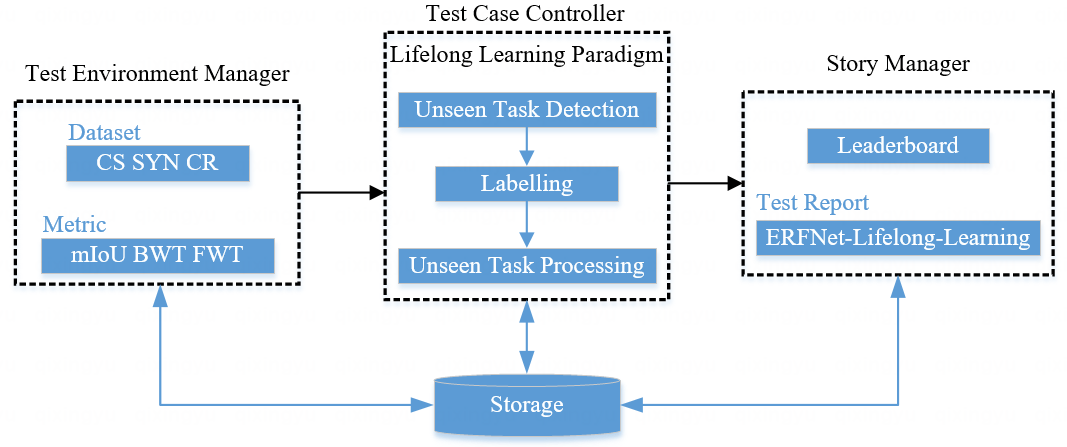 Test Environment Manager
Dataset
CS SYN CR
Metric
mIoU BWT FWT
Test Case Controller
Lifelong Learning Paradigm
Unseen Task Detection
Labelling
Unseen Task Processing
Story Manager
Leaderboard
Test Report
ERFNet-Lifelong-Learning
Storage